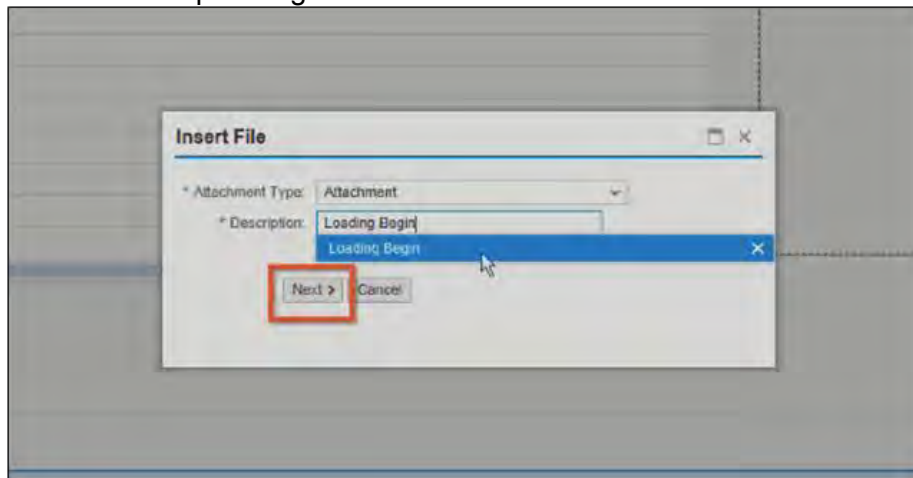 Insert File
* Attachment Type: Attachment
* Description: Loading Begin
Loading Begin
Next > Cancel